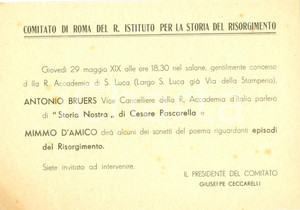 COMITATO DI ROMA DEL R. ISTITUTO PER LA STORIA DEL RISORGIMENTO
Giovedì 29 maggio XIX alle ore 18,30 nel salone, gentilmente concesso
d lla R. Accademia di S. Luca (Largo S. Luca già Via della Stamperia),
ANTONIO BRUERS Vice Cancelliere della R. Accademia d'Italia parlerà
di "Storia Nostra „ di Cesare Pascarella e
MIMMO D'AMICO dirà alcuni dei sonetti del poema riguardanti episodi
del Risorgimento.
Siete invitato ad intervenire.
IL PRESIDENTE DEL COMITATO
GIUSEPPE CECCARELLI